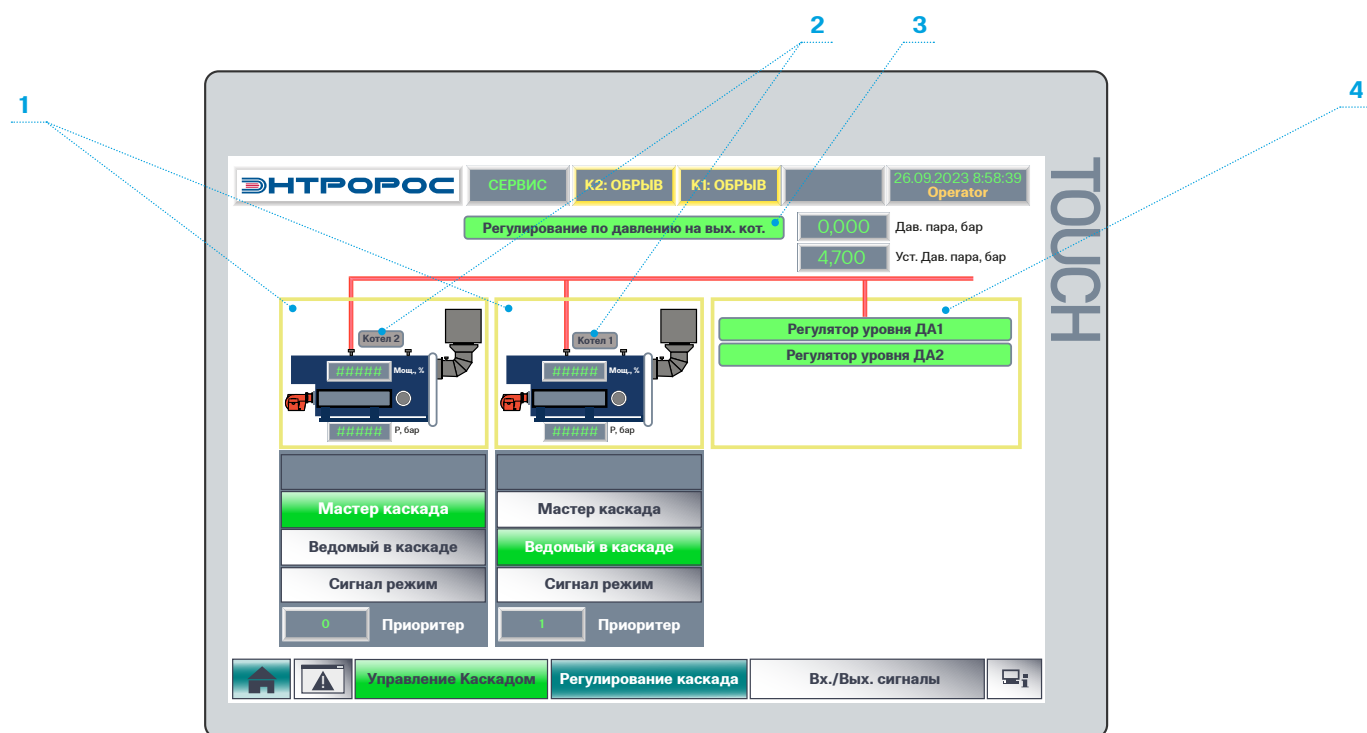 2
3
1
4
TOUCH
ЭНТРОРОС
СЕРВИС
К2: ОБРЫВ
К1: ОБРЫВ
26.09.2023 8:58:39
Operator
Регулирование по давлению на вых. кот.
0,000
Дав. пара, бар
4,700
Уст. Дав. пара, бар
Котел 2
##### Мощ., %
##### Р, бар
Котел 1
##### Мощ., %
##### Р, бар
Регулятор уровня ДА1
Регулятор уровня ДА2
Мастер каскада
Ведомый в каскаде
Сигнал режим
0 Приоритер
Мастер каскада
Ведомый в каскаде
Сигнал режим
1 Приоритер
Управление Каскадом
Регулирование каскада
Вх./Вых. сигналы
i